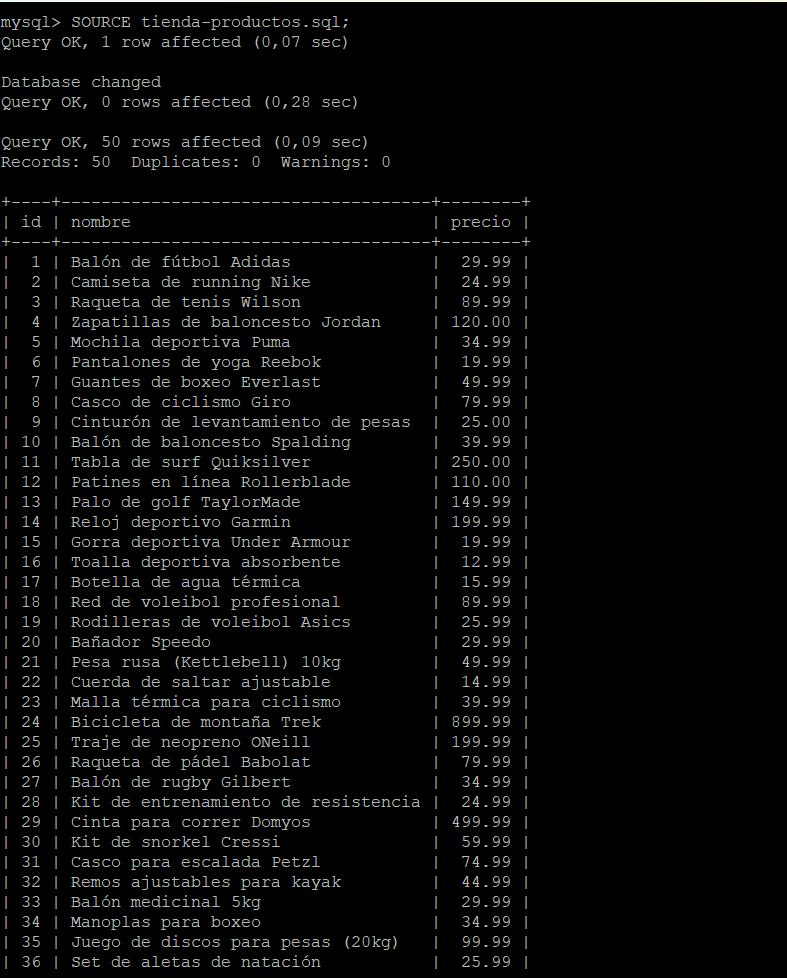 mysql> SOURCE tienda-productos.sql;
Query OK, 1 row affected (0,07 sec)
Database changed
Query OK, 0 rows affected (0,28 sec)
Query OK, 50 rows affected (0,09 sec)
Records: 50  Duplicates: 0  Warnings: 0
+----+-------------------------------------+--------+
| id | nombre                              | precio |
+----+-------------------------------------+--------+
|  1 | Balón de fútbol Adidas              |  29.99 |
|  2 | Camiseta de running Nike            |  24.99 |
|  3 | Raqueta de tenis Wilson             |  89.99 |
|  4 | Zapatillas de baloncesto Jordan     | 120.00 |
|  5 | Mochila deportiva Puma              |  34.99 |
|  6 | Pantalones de yoga Reebok           |  19.99 |
|  7 | Guantes de boxeo Everlast           |  49.99 |
|  8 | Casco de ciclismo Giro              |  79.99 |
|  9 | Cinturón de levantamiento de pesas  |  25.00 |
| 10 | Balón de baloncesto Spalding        |  39.99 |
| 11 | Tabla de surf Quiksilver            | 250.00 |
| 12 | Patines en línea Rollerblade        | 110.00 |
| 13 | Palo de golf TaylorMade             | 149.99 |
| 14 | Reloj deportivo Garmin              | 199.99 |
| 15 | Gorra deportiva Under Armour        |  19.99 |
| 16 | Toalla deportiva absorbente         |  12.99 |
| 17 | Botella de agua térmica             |  15.99 |
| 18 | Red de voleibol profesional         |  89.99 |
| 19 | Rodilleras de voleibol Asics        |  25.99 |
| 20 | Bañador Speedo                      |  29.99 |
| 21 | Pesa rusa (Kettlebell) 10kg         |  49.99 |
| 22 | Cuerda de saltar ajustable          |  14.99 |
| 23 | Malla térmica para ciclismo         |  39.99 |
| 24 | Bicicleta de montaña Trek           | 899.99 |
| 25 | Traje de neopreno ONeill            | 199.99 |
| 26 | Raqueta de pádel Babolat            |  79.99 |
| 27 | Balón de rugby Gilbert              |  34.99 |
| 28 | Kit de entrenamiento de resistencia |  24.99 |
| 29 | Cinta para correr Domyos            | 499.99 |
| 30 | Kit de snorkel Cressi               |  59.99 |
| 31 | Casco para escalada Petzl           |  74.99 |
| 32 | Remos ajustables para kayak         |  44.99 |
| 33 | Balón medicinal 5kg                 |  29.99 |
| 34 | Manoplas para boxeo                 |  34.99 |
| 35 | Juego de discos para pesas (20kg)   |  99.99 |
| 36 | Set de aletas de natación           |  25.99 |